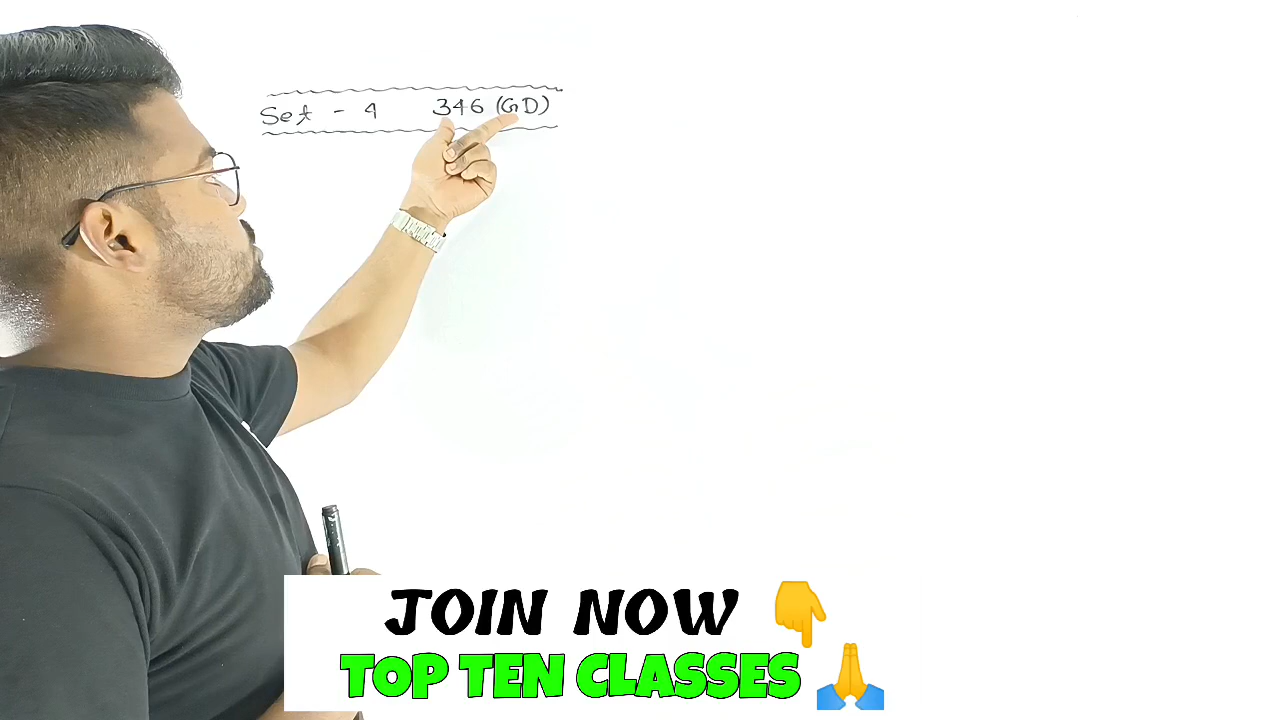 Set - 4 346 (GD)
JOIN NOW 👇
TOP TEN CLASSES 🙏